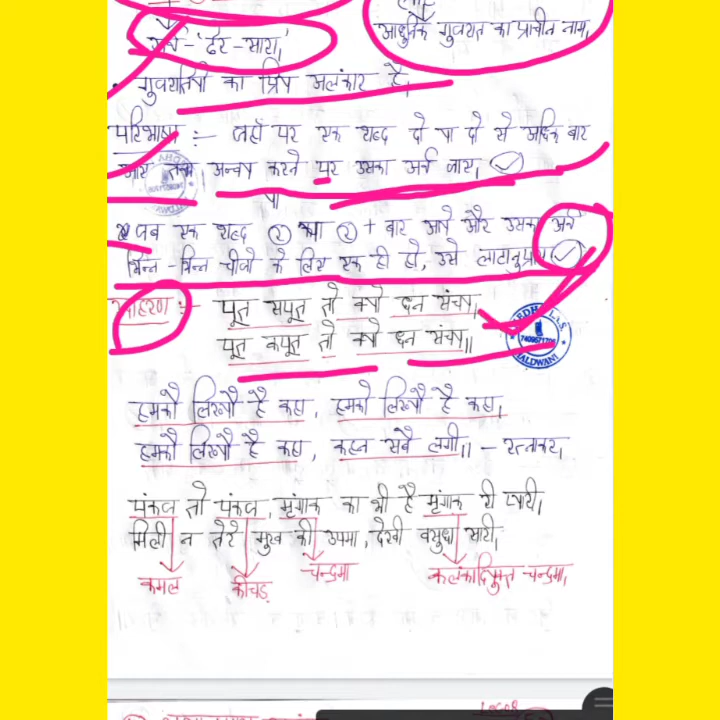 अर्थ - 'ढेर - सारा'
आधुनिक गुजरात का प्राचीन नाम,
• गुजरातियों का प्रिय अलंकार है,
परिभाषा :- जहाँ पर एक शब्द दो या दो से अधिक बार
आए तथा अन्वय करने पर उसका अर्थ
या
जब एक शब्द ② या ② + बार आये और उसका अर्थ
भिन्न - भिन्न चीजों के लिए एक ही हो, उसे लाटानुप्रास
:- पूत सपूत तो क्यों धन संचय,
पूत कपूत तो क्यों धन संचय॥
7409571706
HALDWANI
हमकौ लिख्यौ है कहा, हमकौ लिख्यौ है कहा,
हमकौ लिख्यौ है कहा, कहन सबै लगी॥ - रत्नाकर,
पंकज तो पंकज, मृंगाक का भी है मृंगाक री प्यारी,
मिली न तेरे मुख की उपमा, देखी वसुधा सारी,
कमल
कीचड़
चन्द्रमा
कलंकादियुक्त चन्द्रमा,